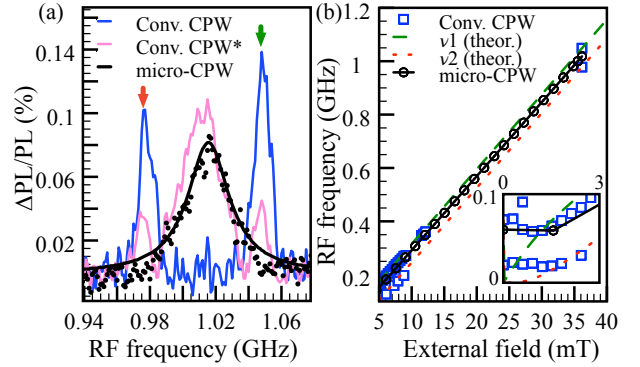 (a)
Conv. CPW
Conv. CPW*
micro-CPW
ΔPL/PL (%)
0.14
0.1
0.06
0.02
0.94
0.98
1.02
1.06
RF frequency (GHz)
(b)
Conv. CPW
ν1 (theor.)
ν2 (theor.)
micro-CPW
RF frequency (GHz)
1.2
1
0.8
0.6
0.4
0.2
5
10
15
20
25
30
35
40
External field (mT)
0.1
0
3